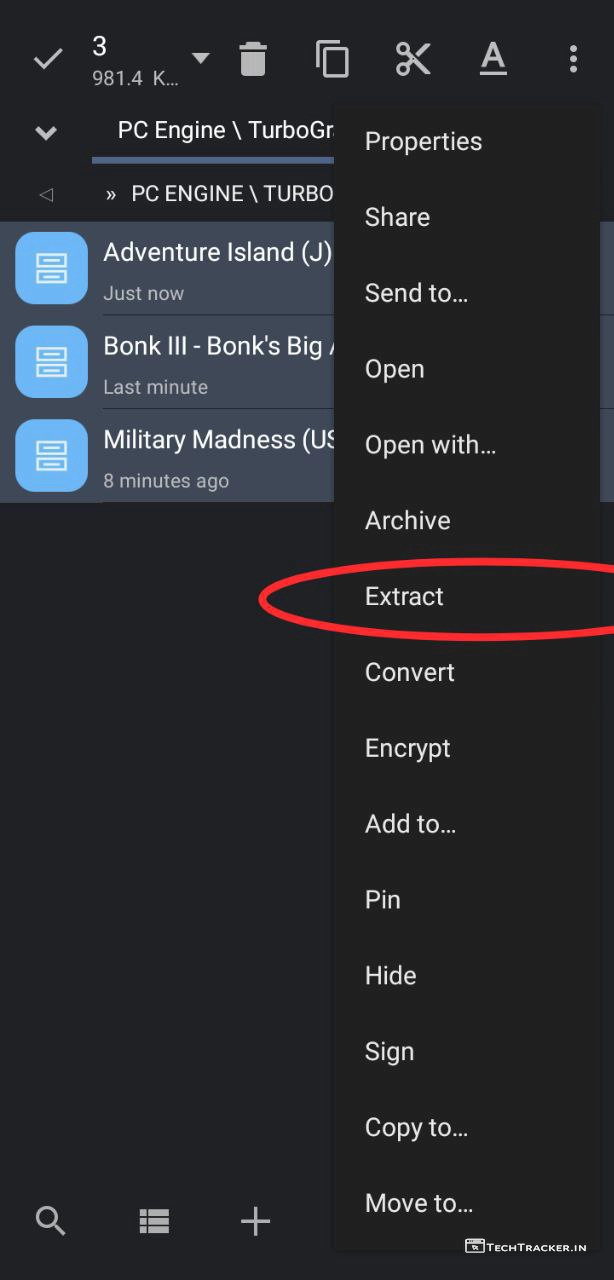 3
981.4 K...
PC Engine \ TurboGr
» PC ENGINE \ TURBO
Adventure Island (J)
Just now
Bonk III - Bonk's Big
Last minute
Military Madness (US
8 minutes ago
Properties
Share
Send to...
Open
Open with...
Archive
Extract
Convert
Encrypt
Add to...
Pin
Hide
Sign
Copy to...
Move to...
TECHTRACKER.IN